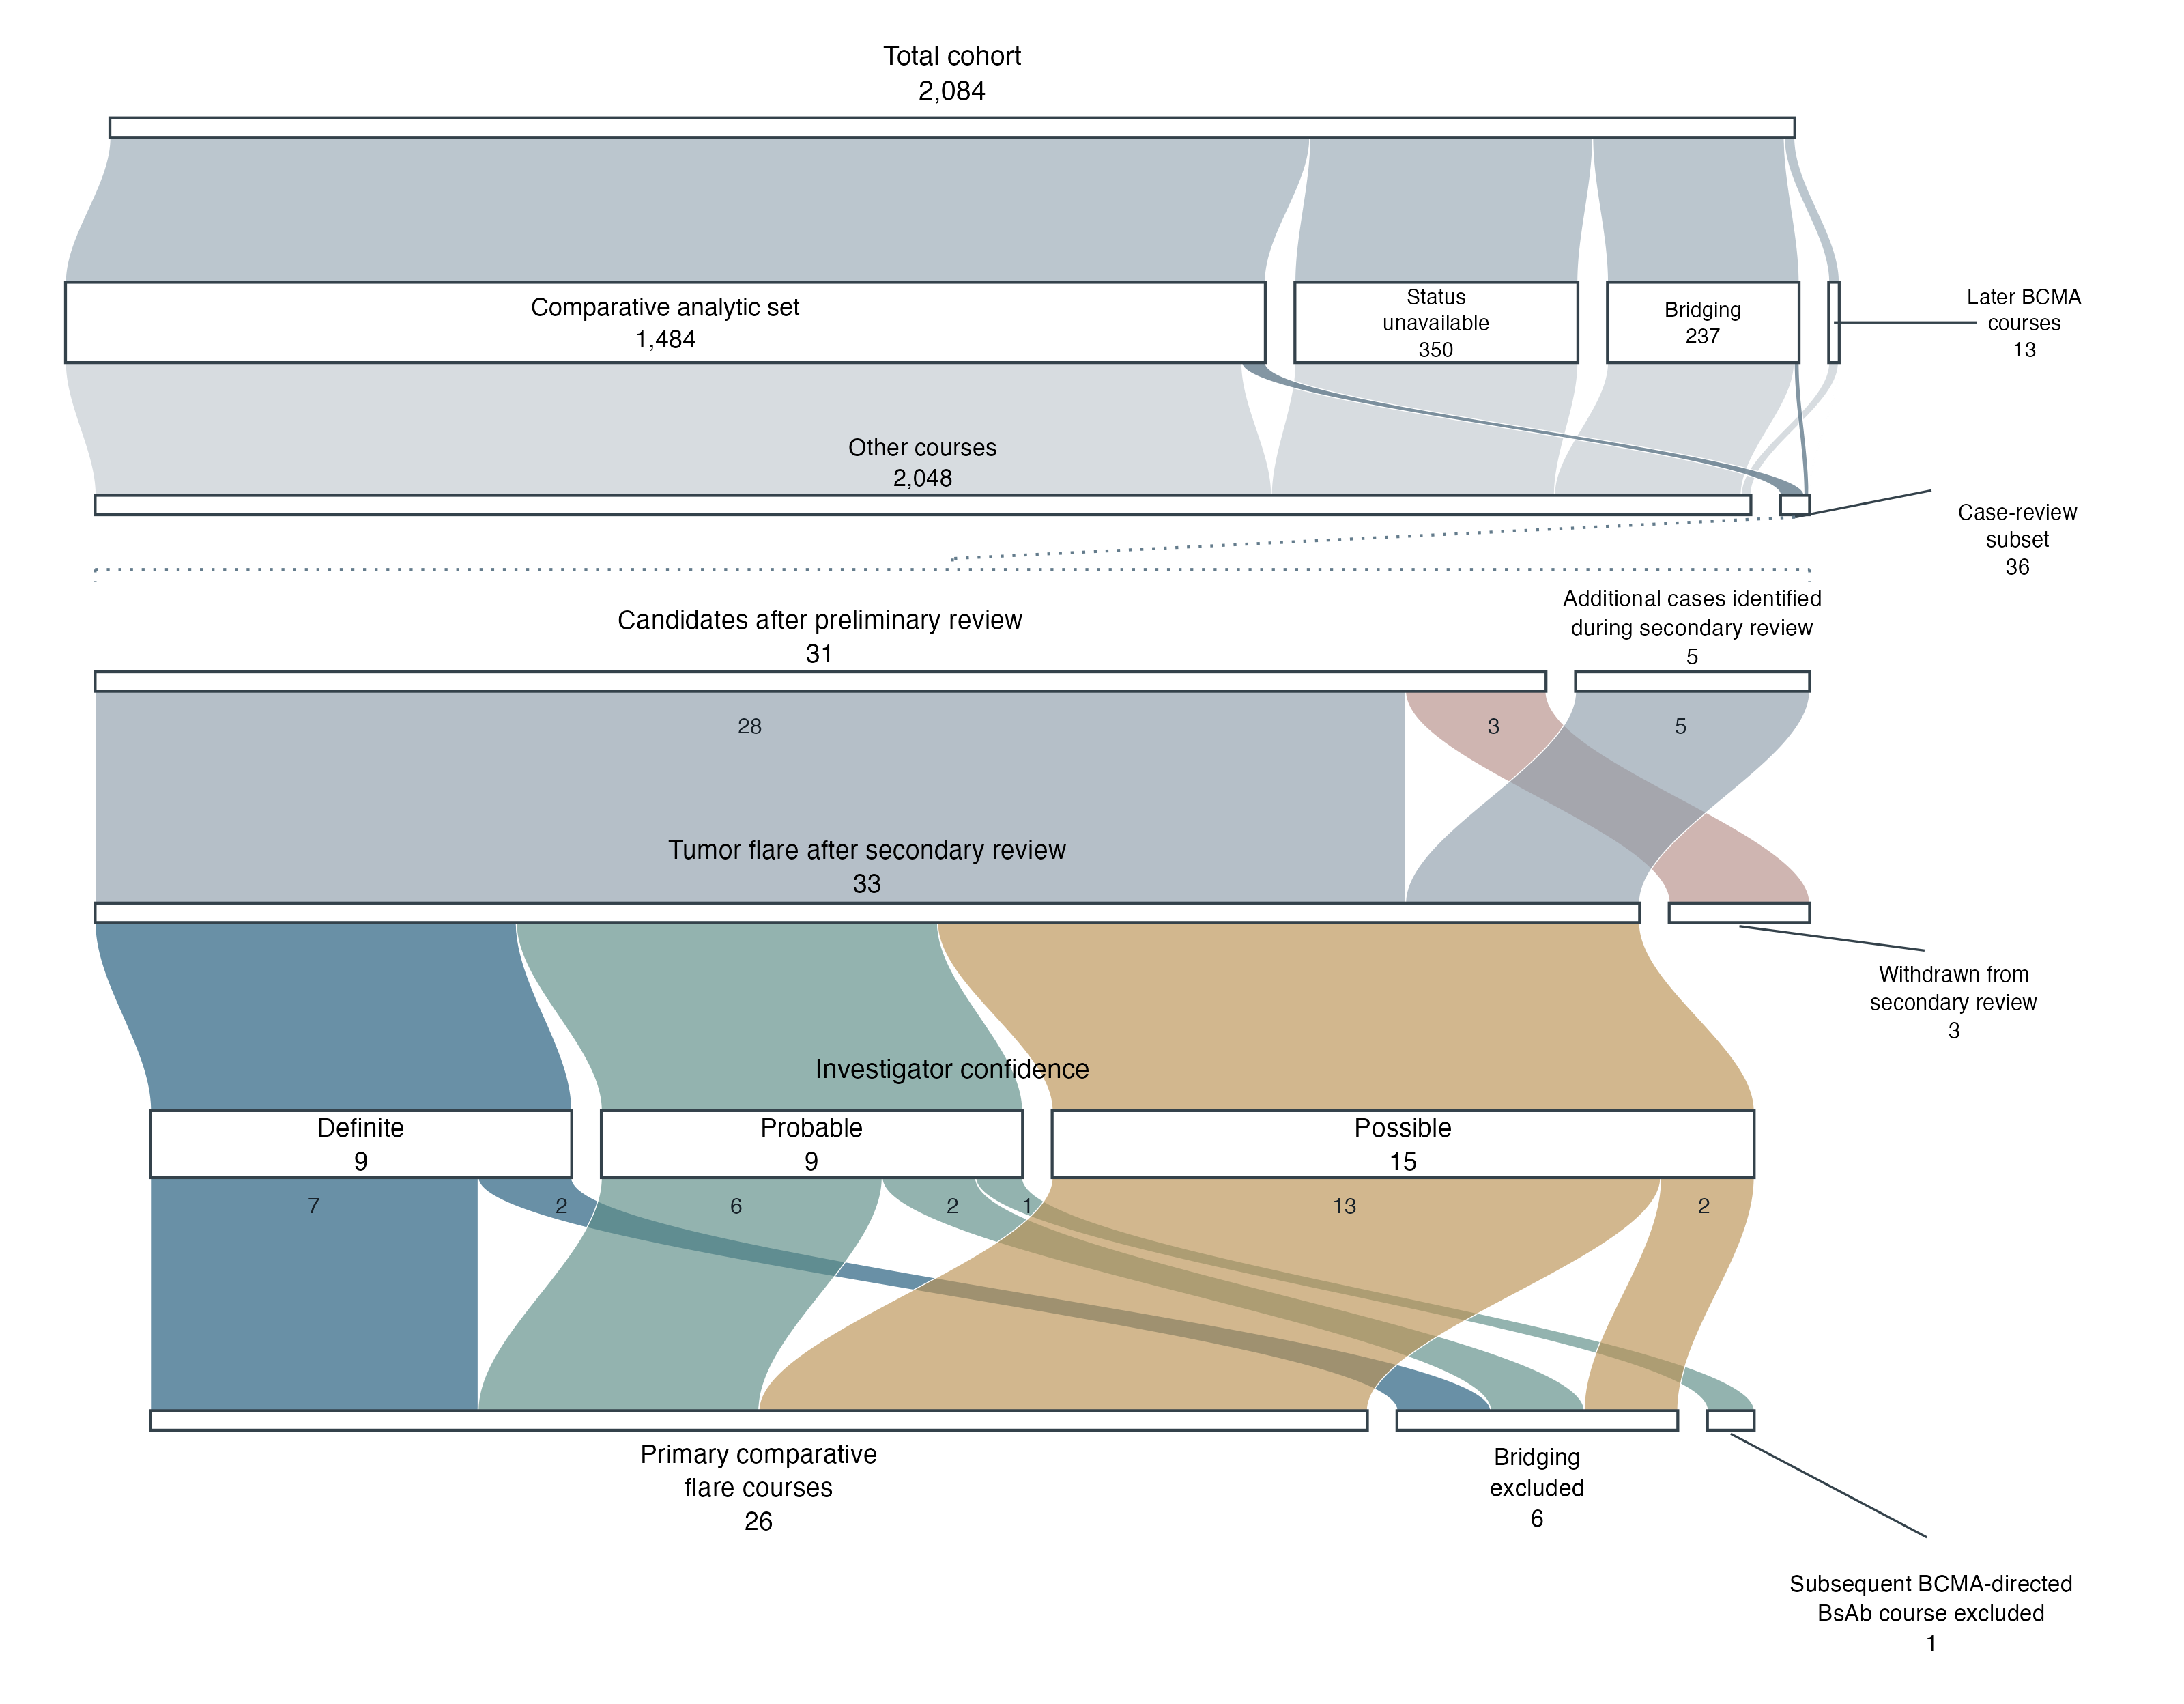 Total cohort
2,084
Comparative analytic set
1,484
Status
unavailable
350
Bridging
237
Later BCMA
courses
13
Other courses
2,048
Case-review
subset
36
Candidates after preliminary review
31
Additional cases identified
during secondary review
5
28
3
5
Tumor flare after secondary review
33
Withdrawn from
secondary review
3
Investigator confidence
Definite
9
Probable
9
Possible
15
7
2
6
2
1
13
2
Primary comparative
flare courses
26
Bridging
excluded
6
Subsequent BCMA-directed
BsAb course excluded
1